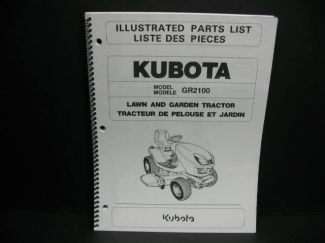 ILLUSTRATED PARTS LIST
LISTE DES PIECES
KUBOTA
MODEL
MODELE GR2100
LAWN AND GARDEN TRACTOR
TRACTEUR DE PELOUSE ET JARDIN
Kubota